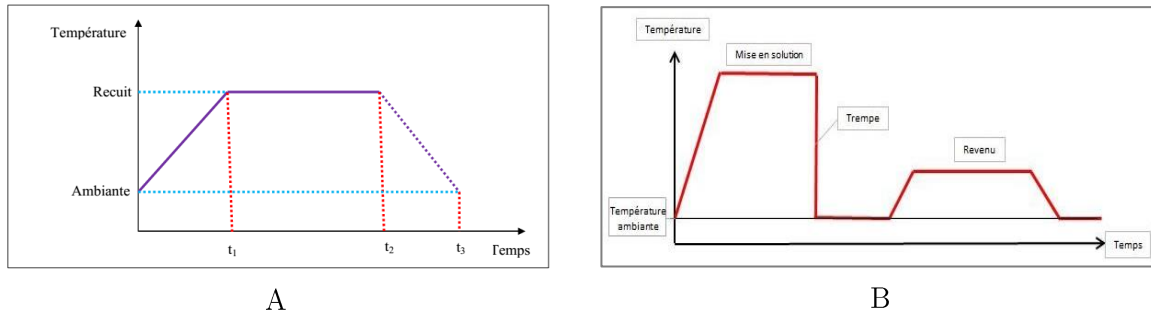 Température
Recuit
Ambiante
t1
t2
t3
Temps
A
Température
Mise en solution
Trempe
Revenu
Température
ambiante
Temps
B